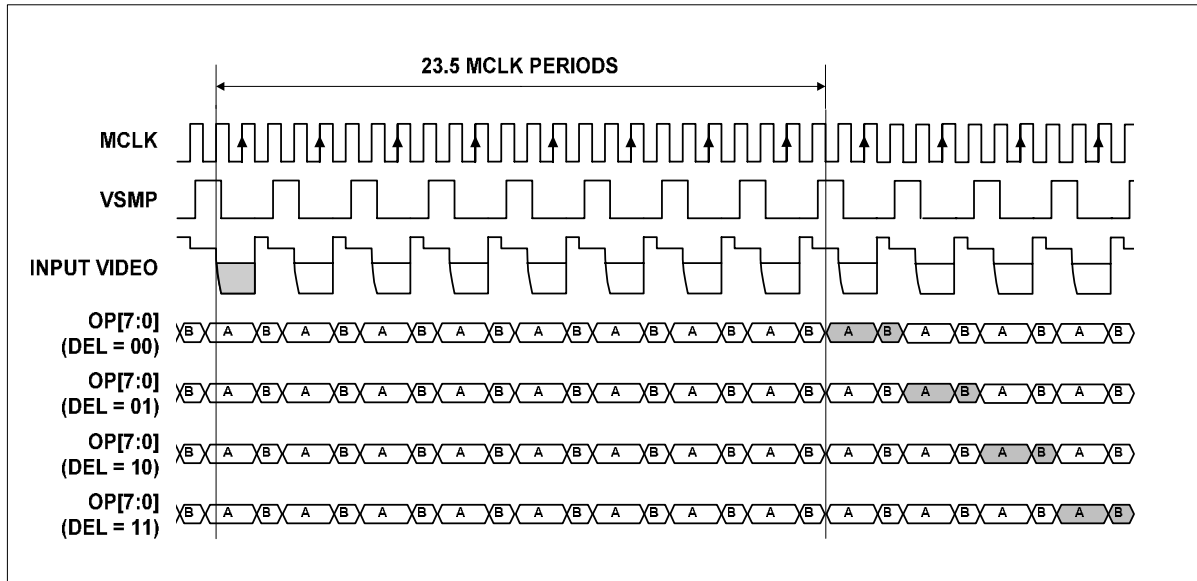 23.5 MCLK PERIODS
MCLK
VSMP
INPUT VIDEO
OP[7:0]
(DEL = 00)
B A B A B A B A B A B A B A B A B A B A B A B A B
OP[7:0]
(DEL = 01)
B A B A B A B A B A B A B A B A B A B A B A B A B
OP[7:0]
(DEL = 10)
B A B A B A B A B A B A B A B A B A B A B A B A B
OP[7:0]
(DEL = 11)
B A B A B A B A B A B A B A B A B A B A B A B A B